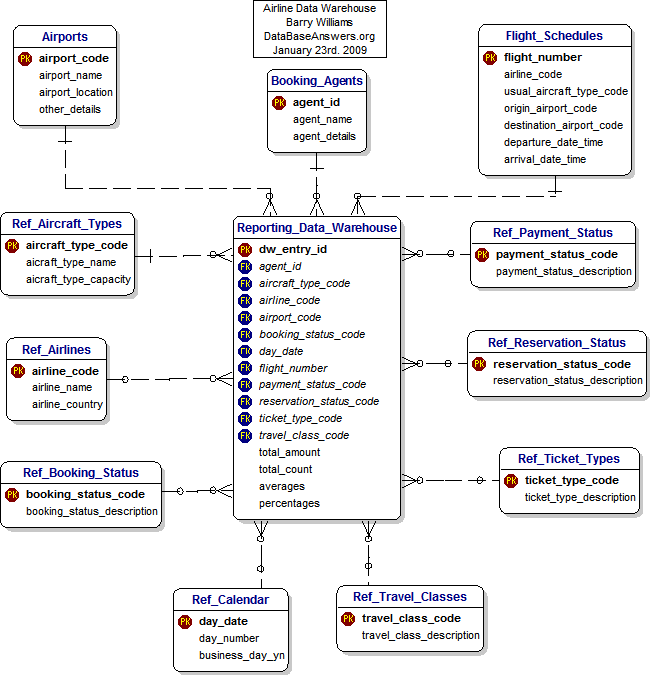 Airline Data Warehouse
Barry Williams
DataBaseAnswers.org
January 23rd. 2009
Airports
PK airport_code
airport_name
airport_location
other_details
Booking_Agents
PK agent_id
agent_name
agent_details
Flight_Schedules
PK flight_number
airline_code
usual_aircraft_type_code
origin_airport_code
destination_airport_code
departure_date_time
arrival_date_time
Ref_Aircraft_Types
PK aircraft_type_code
aicraft_type_name
aicraft_type_capacity
Reporting_Data_Warehouse
PK dw_entry_id
FK agent_id
FK aircraft_type_code
FK airline_code
FK airport_code
FK booking_status_code
FK day_date
FK flight_number
FK payment_status_code
FK reservation_status_code
FK ticket_type_code
FK travel_class_code
total_amount
total_count
averages
percentages
Ref_Payment_Status
PK payment_status_code
payment_status_description
Ref_Airlines
PK airline_code
airline_name
airline_country
Ref_Reservation_Status
PK reservation_status_code
reservation_status_description
Ref_Booking_Status
PK booking_status_code
booking_status_description
Ref_Ticket_Types
PK ticket_type_code
ticket_type_description
Ref_Calendar
PK day_date
day_number
business_day_yn
Ref_Travel_Classes
PK travel_class_code
travel_class_description